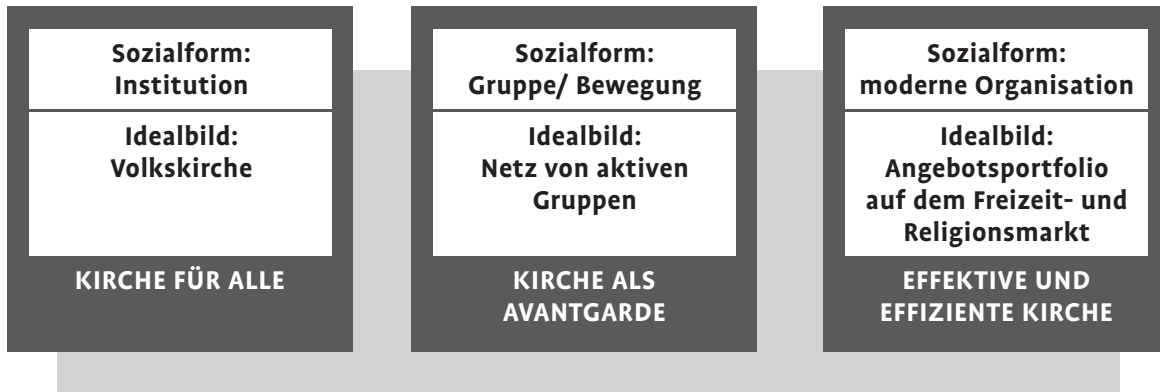 Sozialform:
Institution
Idealbild:
Volkskirche
KIRCHE FÜR ALLE
Sozialform:
Gruppe/ Bewegung
Idealbild:
Netz von aktiven
Gruppen
KIRCHE ALS
AVANTGARDE
Sozialform:
moderne Organisation
Idealbild:
Angebotsportfolio
auf dem Freizeit- und
Religionsmarkt
EFFEKTIVE UND
EFFIZIENTE KIRCHE